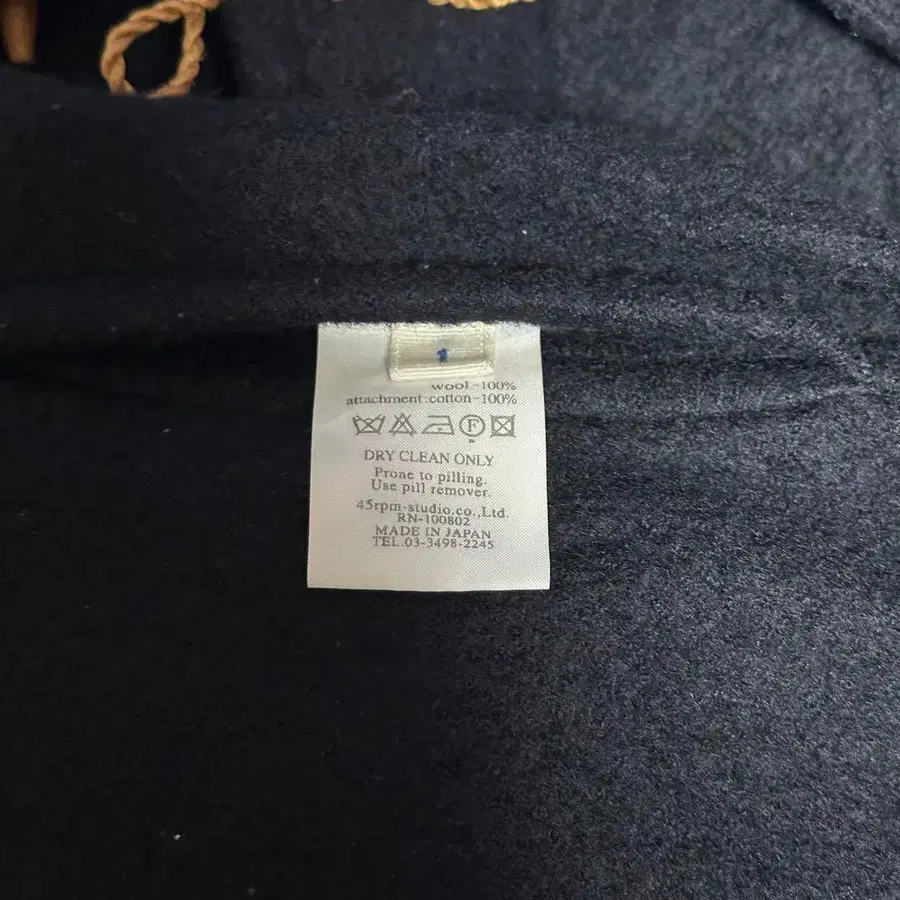 1
wool-100%
attachment:cotton-100%
F
DRY CLEAN ONLY
Prone to pilling.
Use pill remover.
45rpm-studio.co.,Ltd.
RN-100802
MADE IN JAPAN
TEL.03-3498-2245